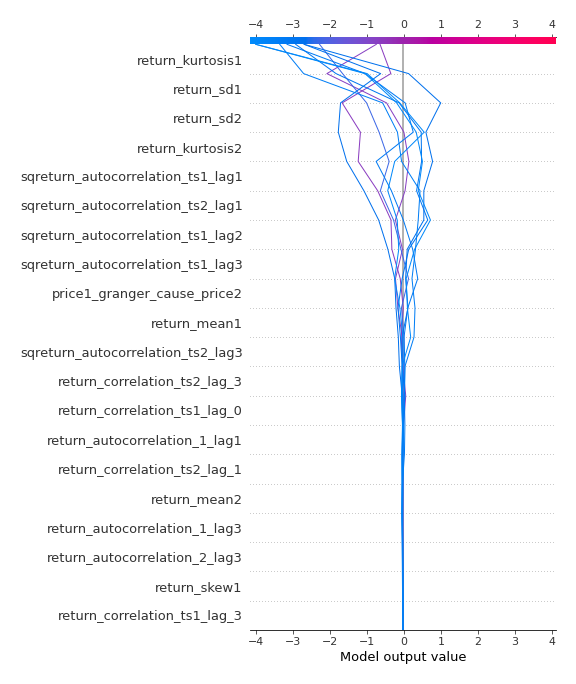 −4 −3 −2 −1 0 1 2 3 4
return_kurtosis1
return_sd1
return_sd2
return_kurtosis2
sqreturn_autocorrelation_ts1_lag1
sqreturn_autocorrelation_ts2_lag1
sqreturn_autocorrelation_ts1_lag2
sqreturn_autocorrelation_ts1_lag3
price1_granger_cause_price2
return_mean1
sqreturn_autocorrelation_ts2_lag3
return_correlation_ts2_lag_3
return_correlation_ts1_lag_0
return_autocorrelation_1_lag1
return_correlation_ts2_lag_1
return_mean2
return_autocorrelation_1_lag3
return_autocorrelation_2_lag3
return_skew1
return_correlation_ts1_lag_3
−4 −3 −2 −1 0 1 2 3 4
Model output value